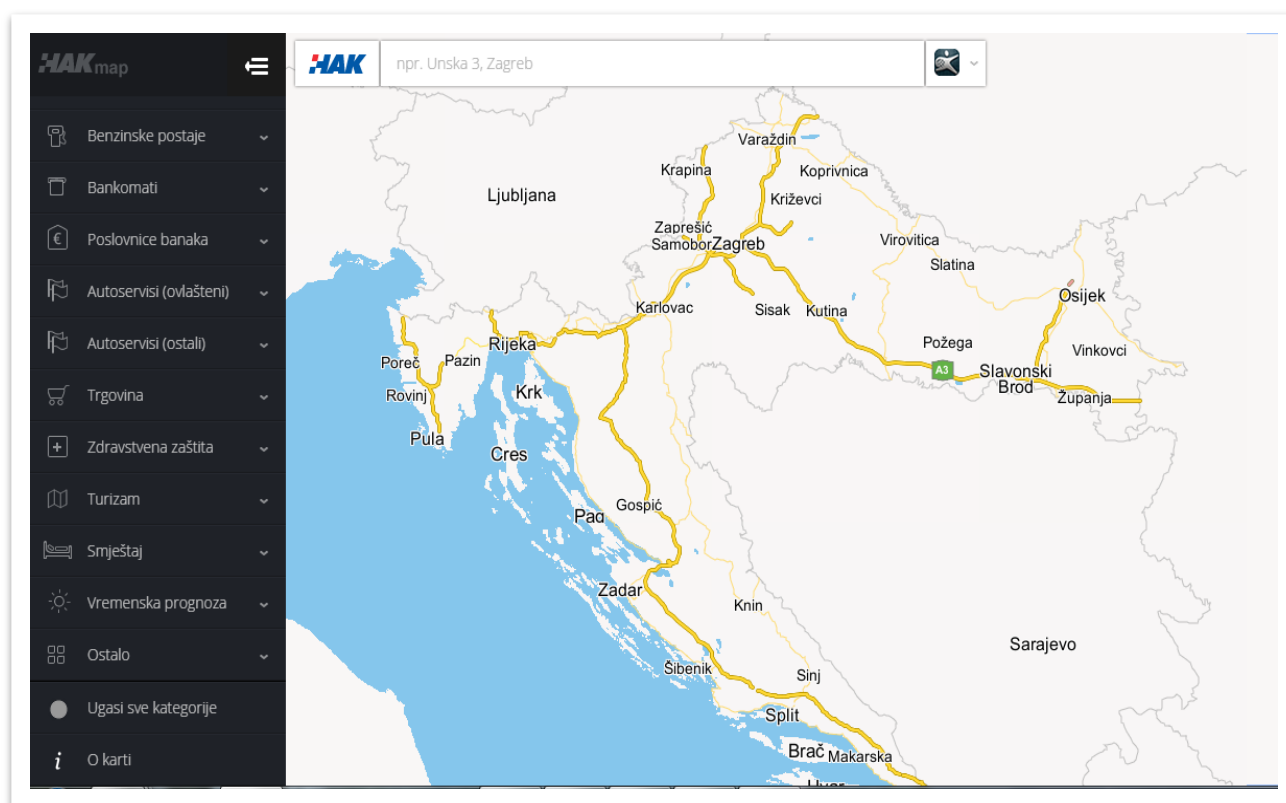 HAK map
HAK
npr. Unska 3, Zagreb
Benzinske postaje
Bankomati
Poslovnice banaka
Autoservisi (ovlašteni)
Autoservisi (ostali)
Trgovina
Zdravstvena zaštita
Turizam
Smještaj
Vremenska prognoza
Ostalo
Ugasi sve kategorije
i O karti
Varaždin
Krapina
Koprivnica
Ljubljana
Križevci
Zaprešić
Samobor
Zagreb
Virovitica
Slatina
Osijek
Karlovac
Sisak
Kutina
Rijeka
Požega
Vinkovci
Poreč
Pazin
A3
Slavonski
Brod
Rovinj
Krk
Županja
Pula
Cres
Gospić
Pag
Zadar
Knin
Sarajevo
Šibenik
Sinj
Split
Brač
Makarska
Hvar